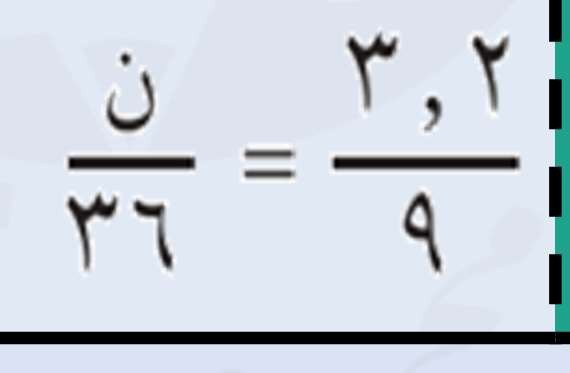 ٣,٢ ن
=
٩ ٣٦